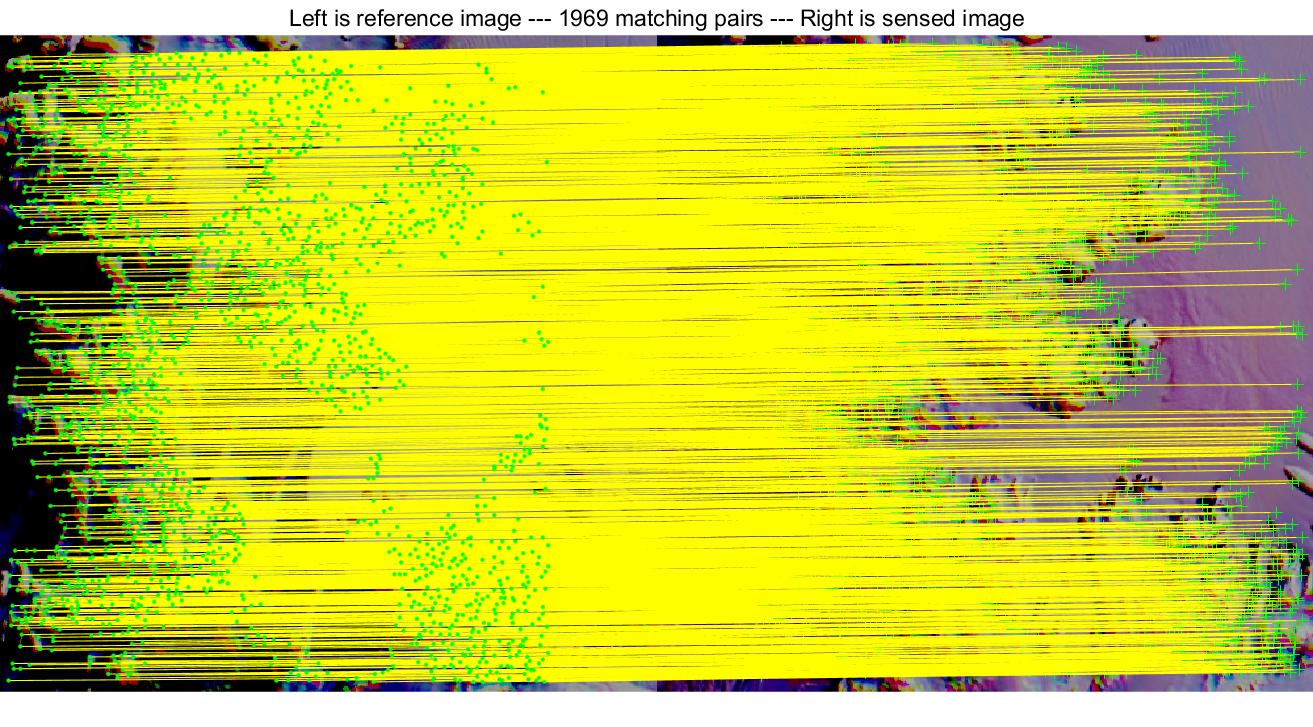 Left is reference image --- 1969 matching pairs --- Right is sensed image